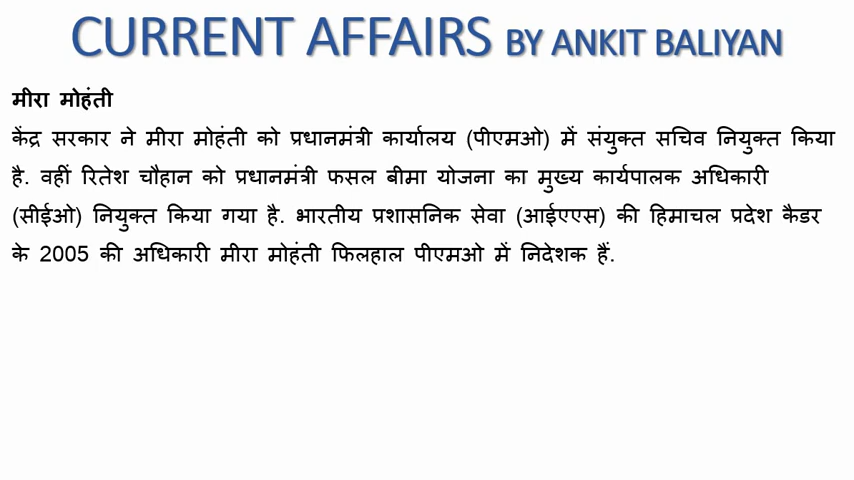 CURRENT AFFAIRS BY ANKIT BALIYAN
मीरा मोहंती
केंद्र सरकार ने मीरा मोहंती को प्रधानमंत्री कार्यालय (पीएमओ) में संयुक्त सचिव नियुक्त किया
है. वहीं रितेश चौहान को प्रधानमंत्री फसल बीमा योजना का मुख्य कार्यपालक अधिकारी
(सीईओ) नियुक्त किया गया है. भारतीय प्रशासनिक सेवा (आईएएस) की हिमाचल प्रदेश कैडर
के 2005 की अधिकारी मीरा मोहंती फिलहाल पीएमओ में निदेशक हैं.